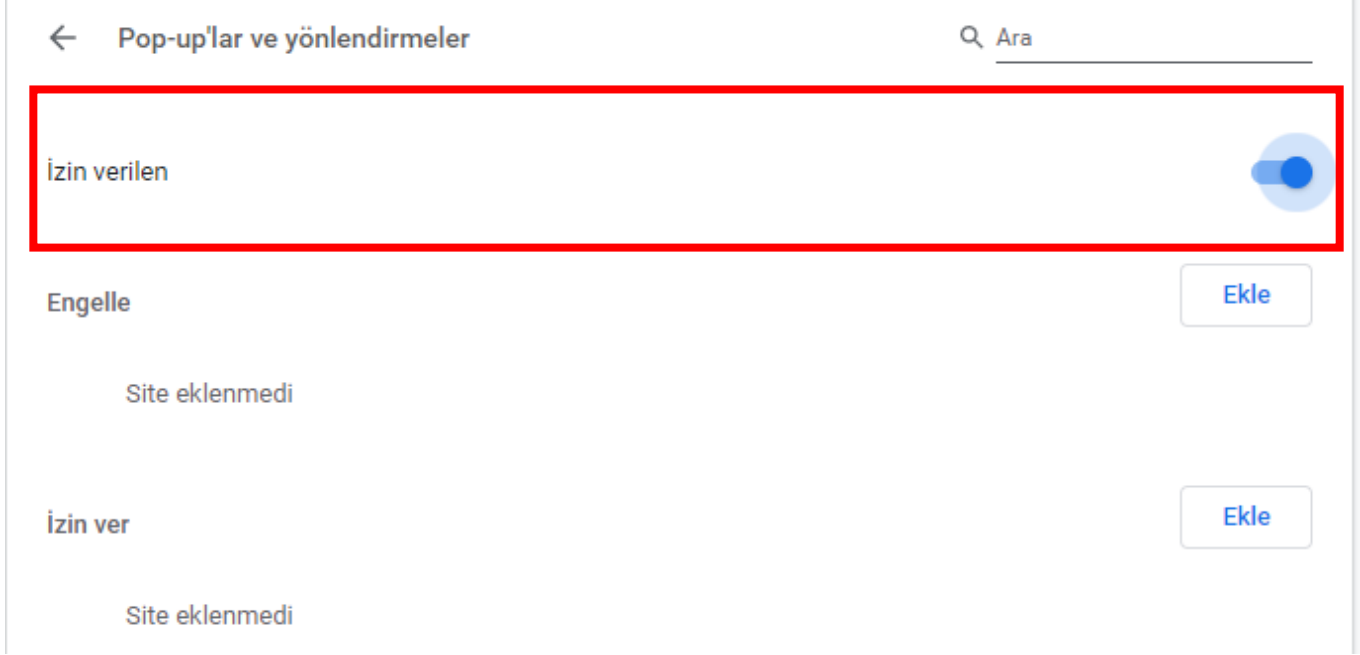 Pop-up'lar ve yönlendirmeler
Ara
İzin verilen
Engelle
Ekle
Site eklenmedi
İzin ver
Ekle
Site eklenmedi